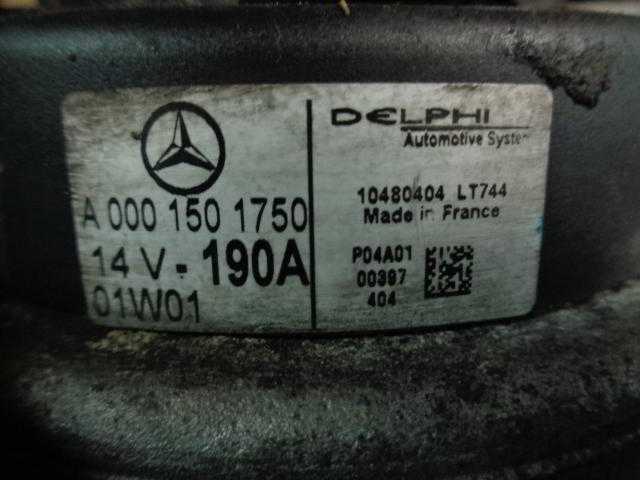 A 000 150 1750
14 V - 190A
01W01
DELPHI
Automotive System
10480404 LT744
Made in France
P04A01
00397
404